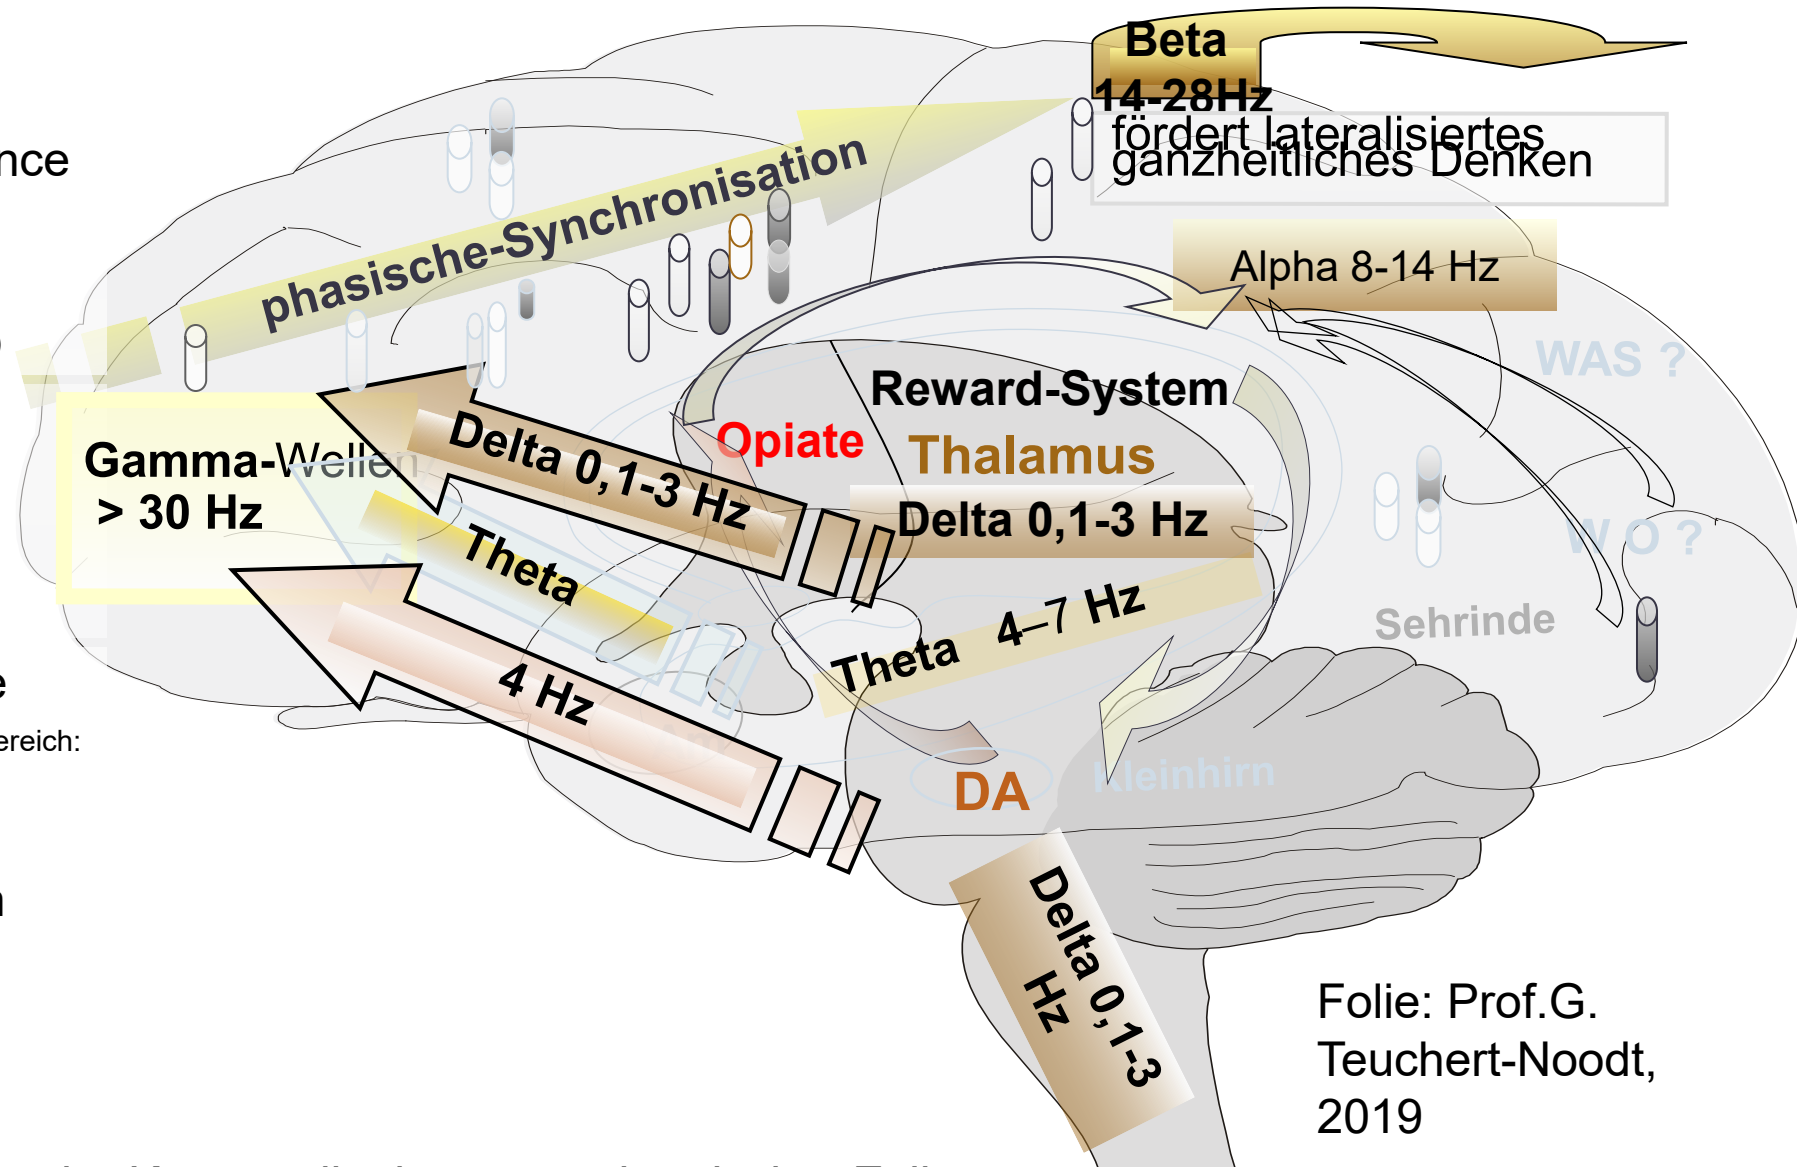 Beta
14-28Hz
fördert lateralisiertes
ganzheitliches Denken
phasische-Synchronisation
Alpha 8-14 Hz
WAS ?
Reward-System
Opiate
Thalamus
Gamma-Wellen
> 30 Hz
Delta 0,1-3 Hz
Delta 0,1-3 Hz
W O ?
Theta
Theta 4–7 Hz
Sehrinde
4 Hz
ereich:
DA
Kleinhirn
Delta 0,1-3
Hz
Folie: Prof.G.
Teuchert-Noodt,
2019